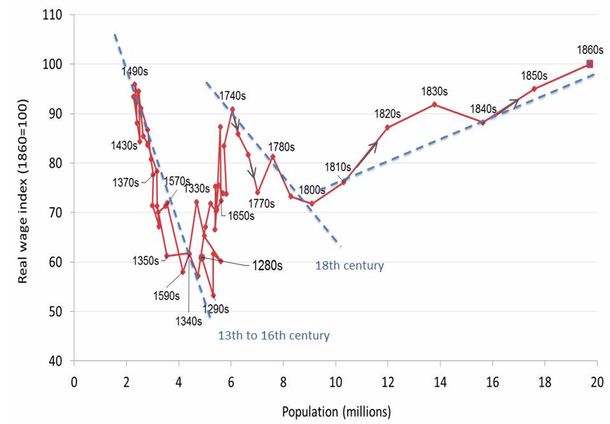 Real wage index (1860=100)
110
100
90
80
70
60
50
40
0
2
4
6
8
10
12
14
16
18
20
Population (millions)
1490s
1430s
1370s
1570s
1330s
1350s
1590s
1340s
1290s
1280s
1650s
1740s
1770s
1780s
1800s
1810s
1820s
1830s
1840s
1850s
1860s
18th century
13th to 16th century